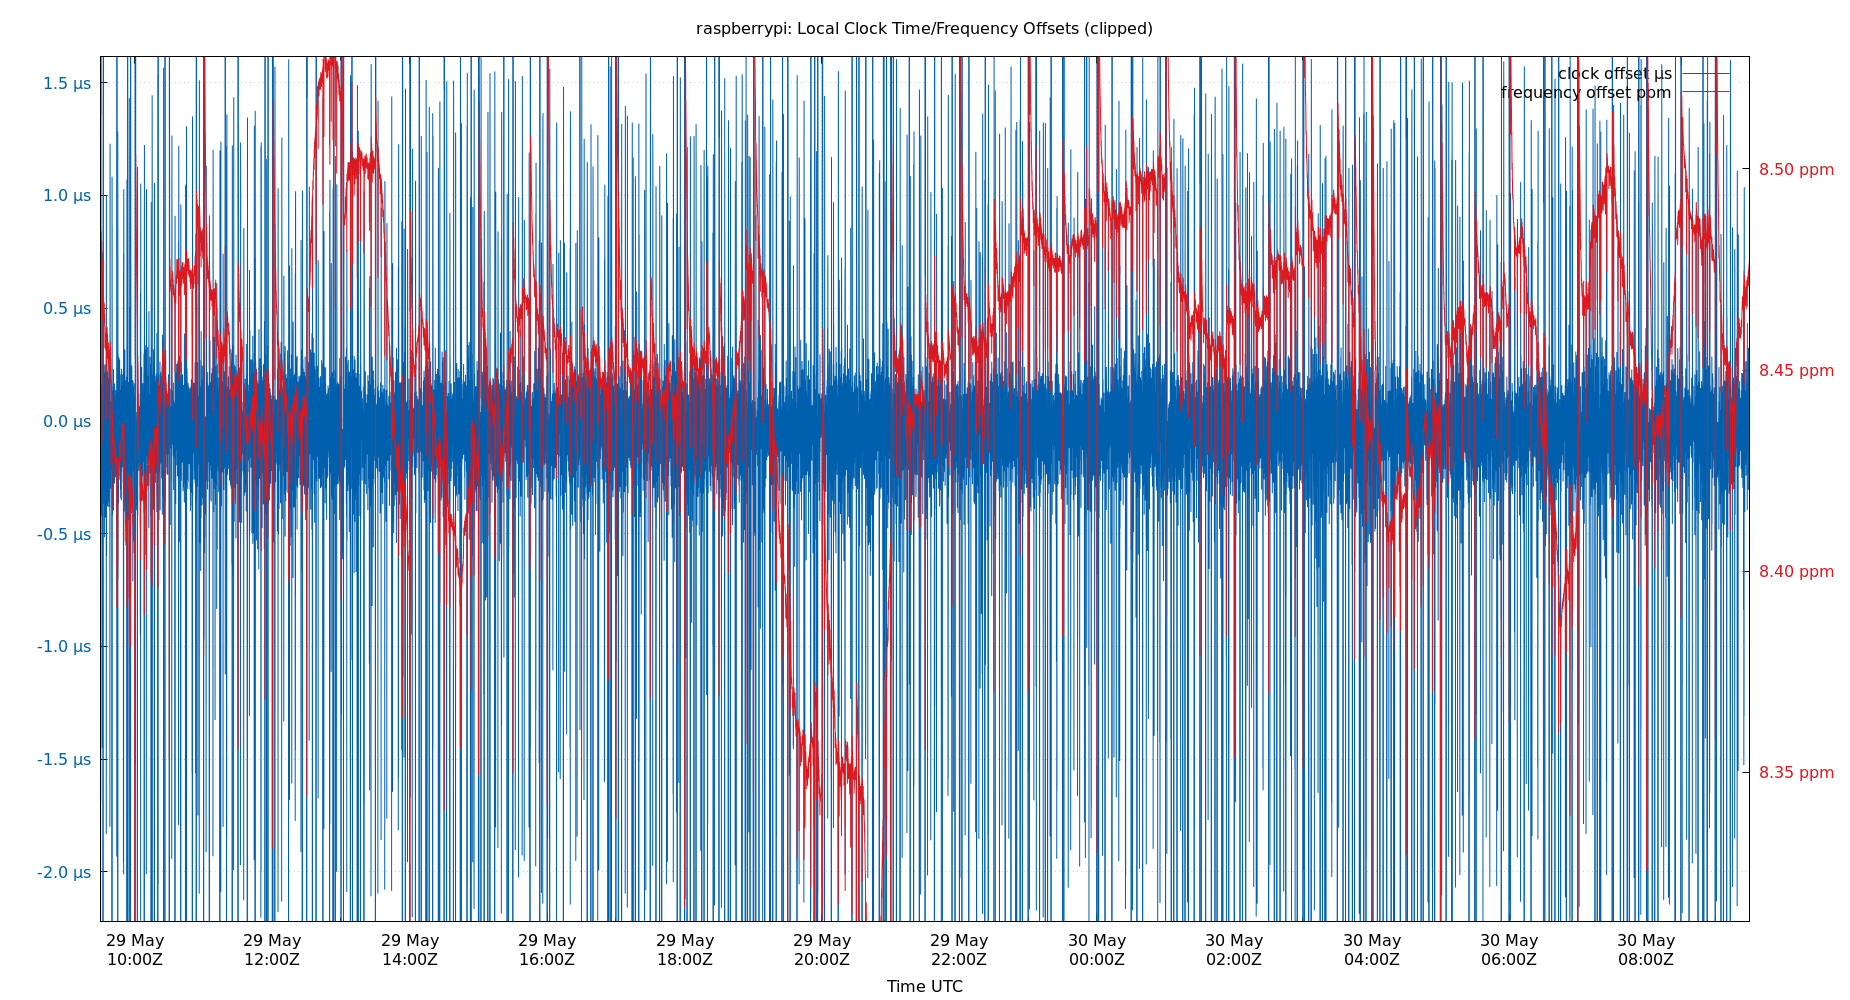 raspberrypi: Local Clock Time/Frequency Offsets (clipped)
clock offset µs
frequency offset ppm
1.5 µs
1.0 µs
0.5 µs
0.0 µs
-0.5 µs
-1.0 µs
-1.5 µs
-2.0 µs
8.50 ppm
8.45 ppm
8.40 ppm
8.35 ppm
29 May 29 May 29 May 29 May 29 May 29 May 29 May 30 May 30 May 30 May 30 May 30 May
10:00Z 12:00Z 14:00Z 16:00Z 18:00Z 20:00Z 22:00Z 00:00Z 02:00Z 04:00Z 06:00Z 08:00Z
Time UTC